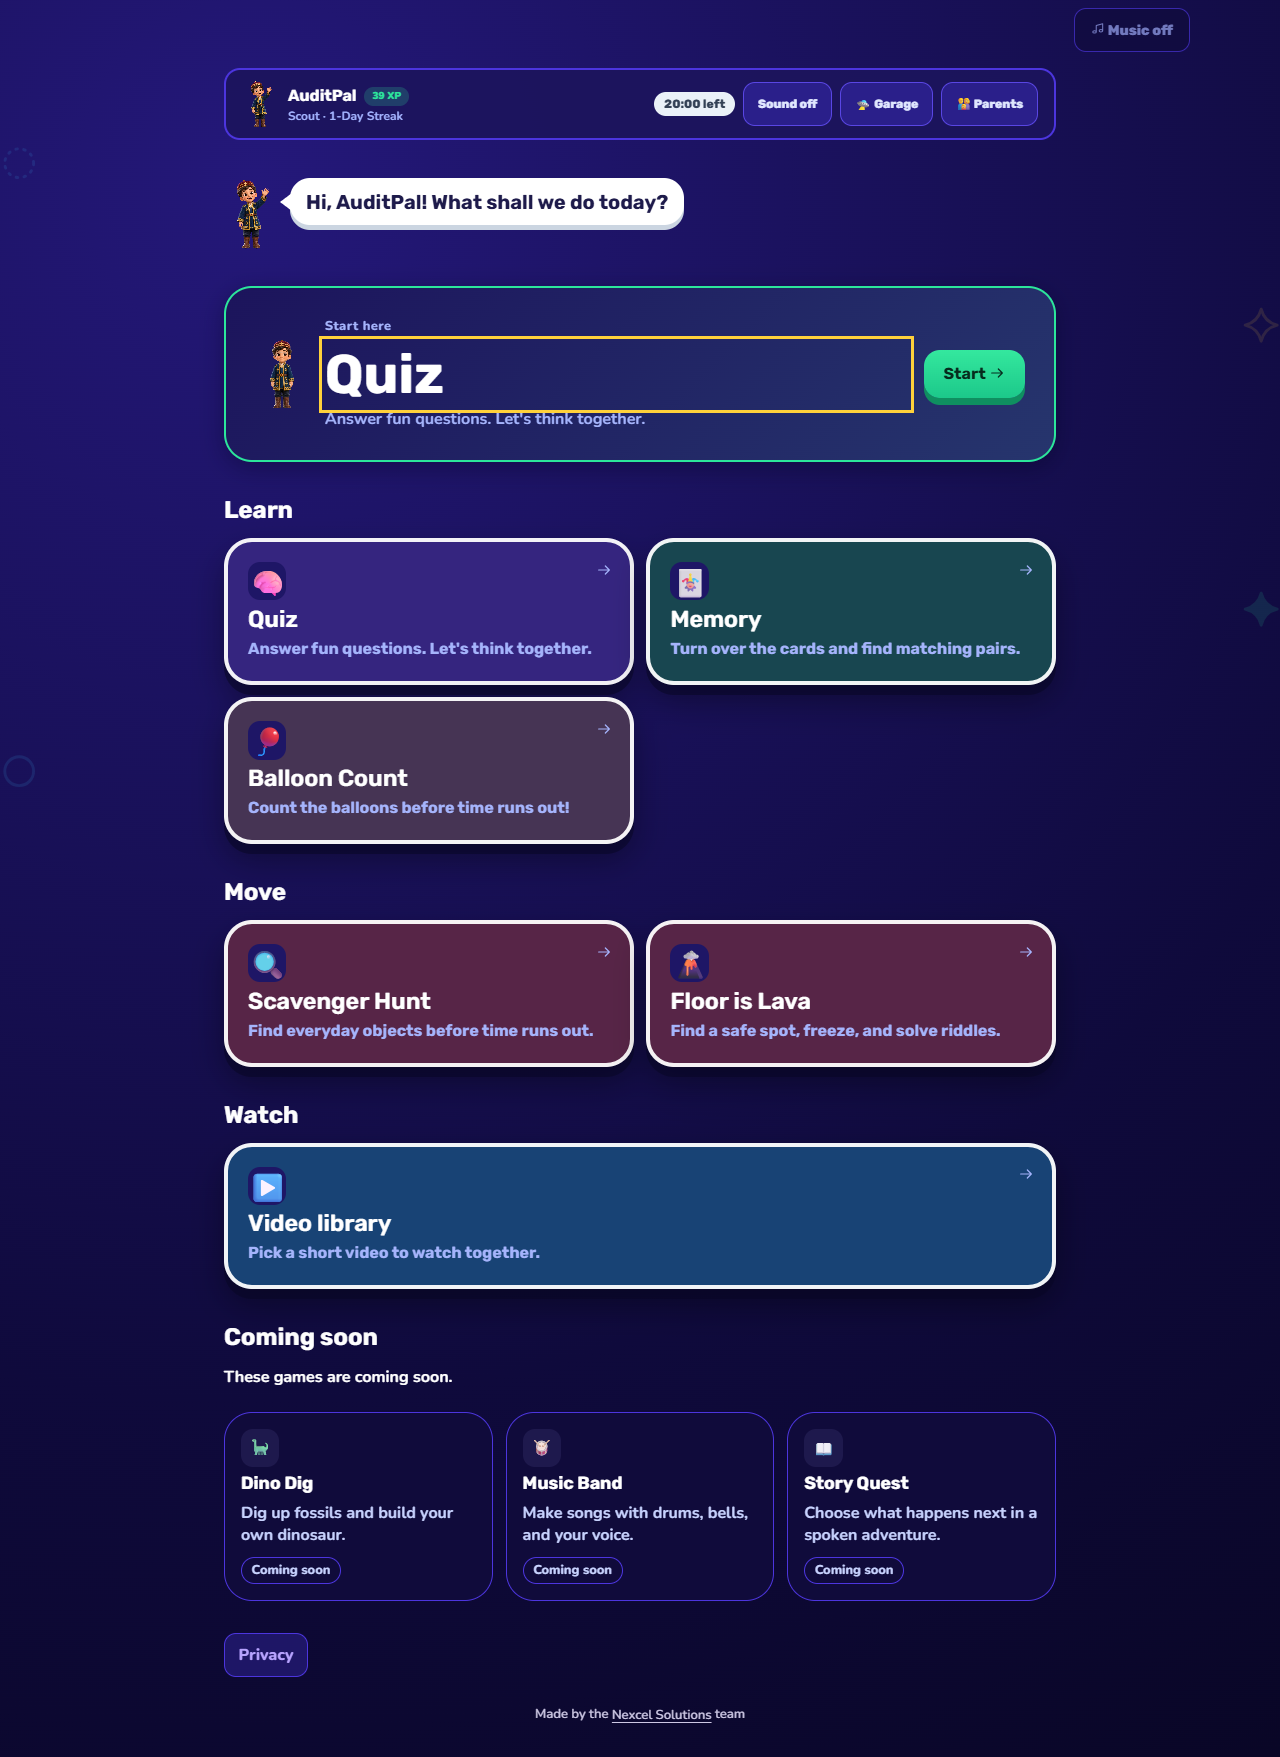 Music off
AuditPal 39 XP
Scout · 1-Day Streak
20:00 left
Sound off
Garage
Parents
Hi, AuditPal! What shall we do today?
Start here
Quiz
Answer fun questions. Let's think together.
Start →
Learn
Quiz
Answer fun questions. Let's think together.
Memory
Turn over the cards and find matching pairs.
Balloon Count
Count the balloons before time runs out!
Move
Scavenger Hunt
Find everyday objects before time runs out.
Floor is Lava
Find a safe spot, freeze, and solve riddles.
Watch
Video library
Pick a short video to watch together.
Coming soon
These games are coming soon.
Dino Dig
Dig up fossils and build your
own dinosaur.
Coming soon
Music Band
Make songs with drums, bells,
and your voice.
Coming soon
Story Quest
Choose what happens next in a
spoken adventure.
Coming soon
Privacy
Made by the Nexcel Solutions team